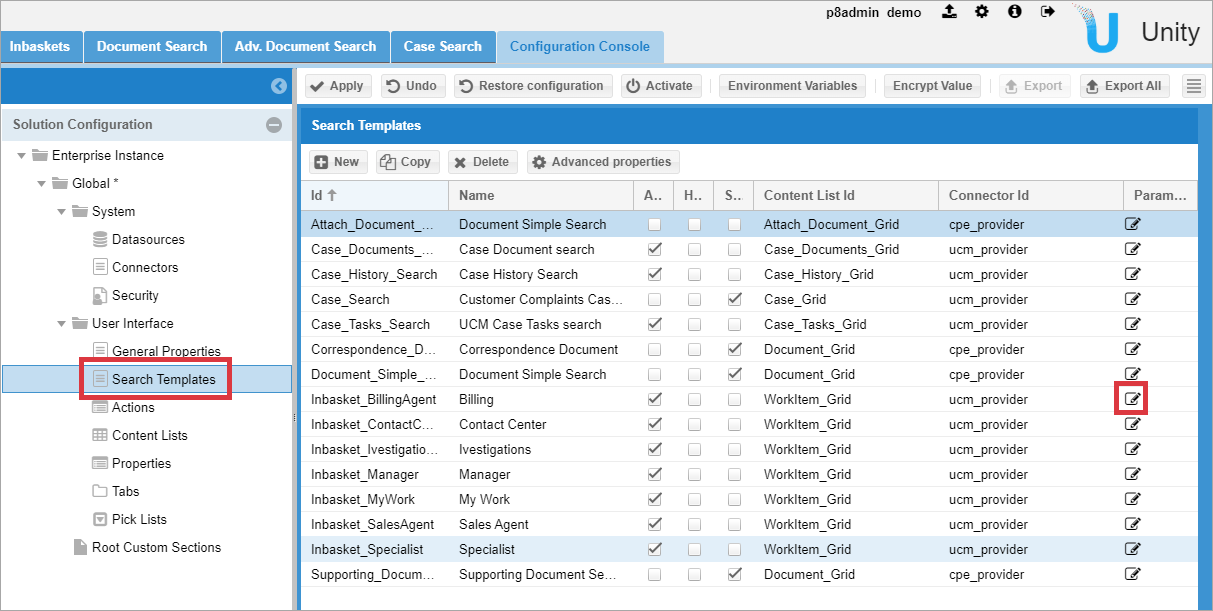 p8admin demo
Unity
Inbaskets Document Search Adv. Document Search Case Search Configuration Console
Apply Undo Restore configuration Activate Environment Variables Encrypt Value Export Export All
Solution Configuration
Enterprise Instance
Global *
System
Datasources
Connectors
Security
User Interface
General Properties
Search Templates
Actions
Content Lists
Properties
Tabs
Pick Lists
Root Custom Sections
Search Templates
New Copy Delete Advanced properties
Id Name A.. H.. S.. Content List Id Connector Id Param...
Attach_Document_... Document Simple Search Attach_Document_Grid cpe_provider
Case_Documents_... Case Document search Case_Documents_Grid ucm_provider
Case_History_Search Case History Search Case_History_Grid ucm_provider
Case_Search Customer Complaints Cas... Case_Grid ucm_provider
Case_Tasks_Search UCM Case Tasks search Case_Tasks_Grid ucm_provider
Correspondence_D... Correspondence Document Document_Grid cpe_provider
Document_Simple_... Document Simple Search Document_Grid cpe_provider
Inbasket_BillingAgent Billing WorkItem_Grid ucm_provider
Inbasket_ContactC... Contact Center WorkItem_Grid ucm_provider
Inbasket_Ivestigatio... Ivestigations WorkItem_Grid ucm_provider
Inbasket_Manager Manager WorkItem_Grid ucm_provider
Inbasket_MyWork My Work WorkItem_Grid ucm_provider
Inbasket_SalesAgent Sales Agent WorkItem_Grid ucm_provider
Inbasket_Specialist Specialist WorkItem_Grid ucm_provider
Supporting_Docum... Supporting Document Se... Document_Grid cpe_provider